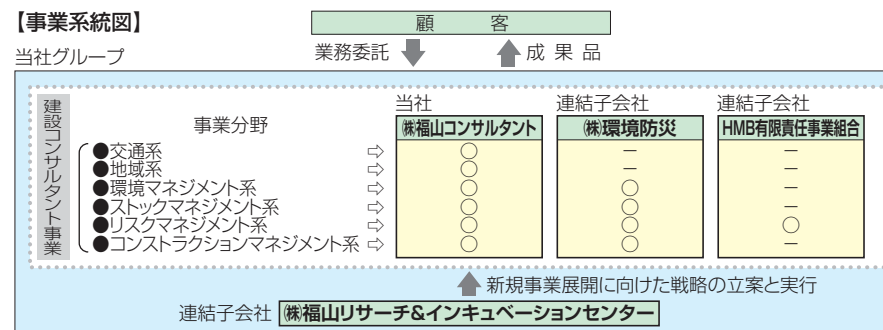 【事業系統図】
顧 客
当社グループ
業務委託 成果品
建設コンサルタント事業
当社 連結子会社 連結子会社
事業分野 ㈱福山コンサルタント ㈱環境防災 HMB有限責任事業組合
●交通系 ⇨ ○ − −
●地域系 ⇨ ○ − −
●環境マネジメント系 ⇨ ○ ○ −
●ストックマネジメント系 ⇨ ○ ○ −
●リスクマネジメント系 ⇨ ○ ○ ○
●コンストラクションマネジメント系 ⇨ ○ ○ −
新規事業展開に向けた戦略の立案と実行
連結子会社 ㈱福山リサーチ&インキュベーションセンター